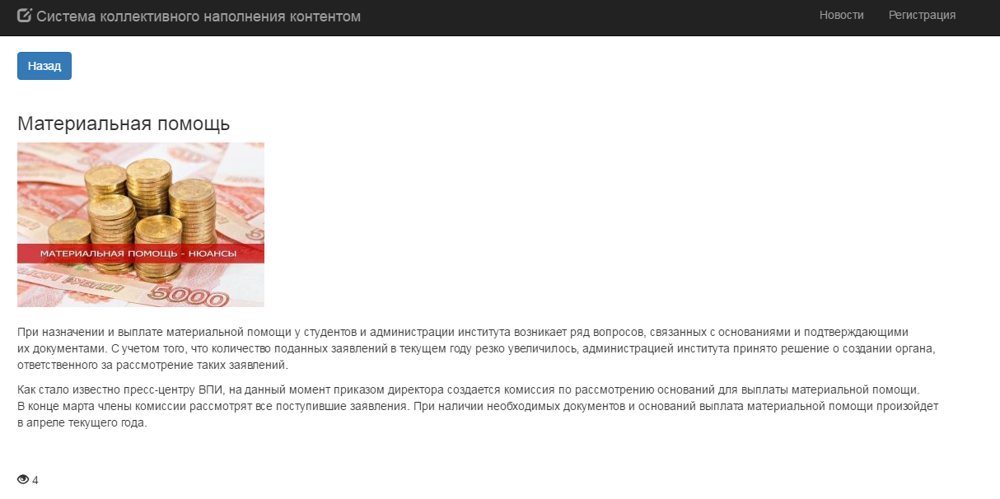 Система коллективного наполнения контентом
Новости
Регистрация
Назад
Материальная помощь
МАТЕРИАЛЬНАЯ ПОМОЩЬ - НЮАНСЫ
5000
При назначении и выплате материальной помощи у студентов и администрации института возникает ряд вопросов, связанных с основаниями и подтверждающими
их документами. С учетом того, что количество поданных заявлений в текущем году резко увеличилось, администрацией института принято решение о создании органа,
ответственного за рассмотрение таких заявлений.
Как стало известно пресс-центру ВПИ, на данный момент приказом директора создается комиссия по рассмотрению оснований для выплаты материальной помощи.
В конце марта члены комиссии рассмотрят все поступившие заявления. При наличии необходимых документов и оснований выплата материальной помощи произойдет
в апреле текущего года.
4